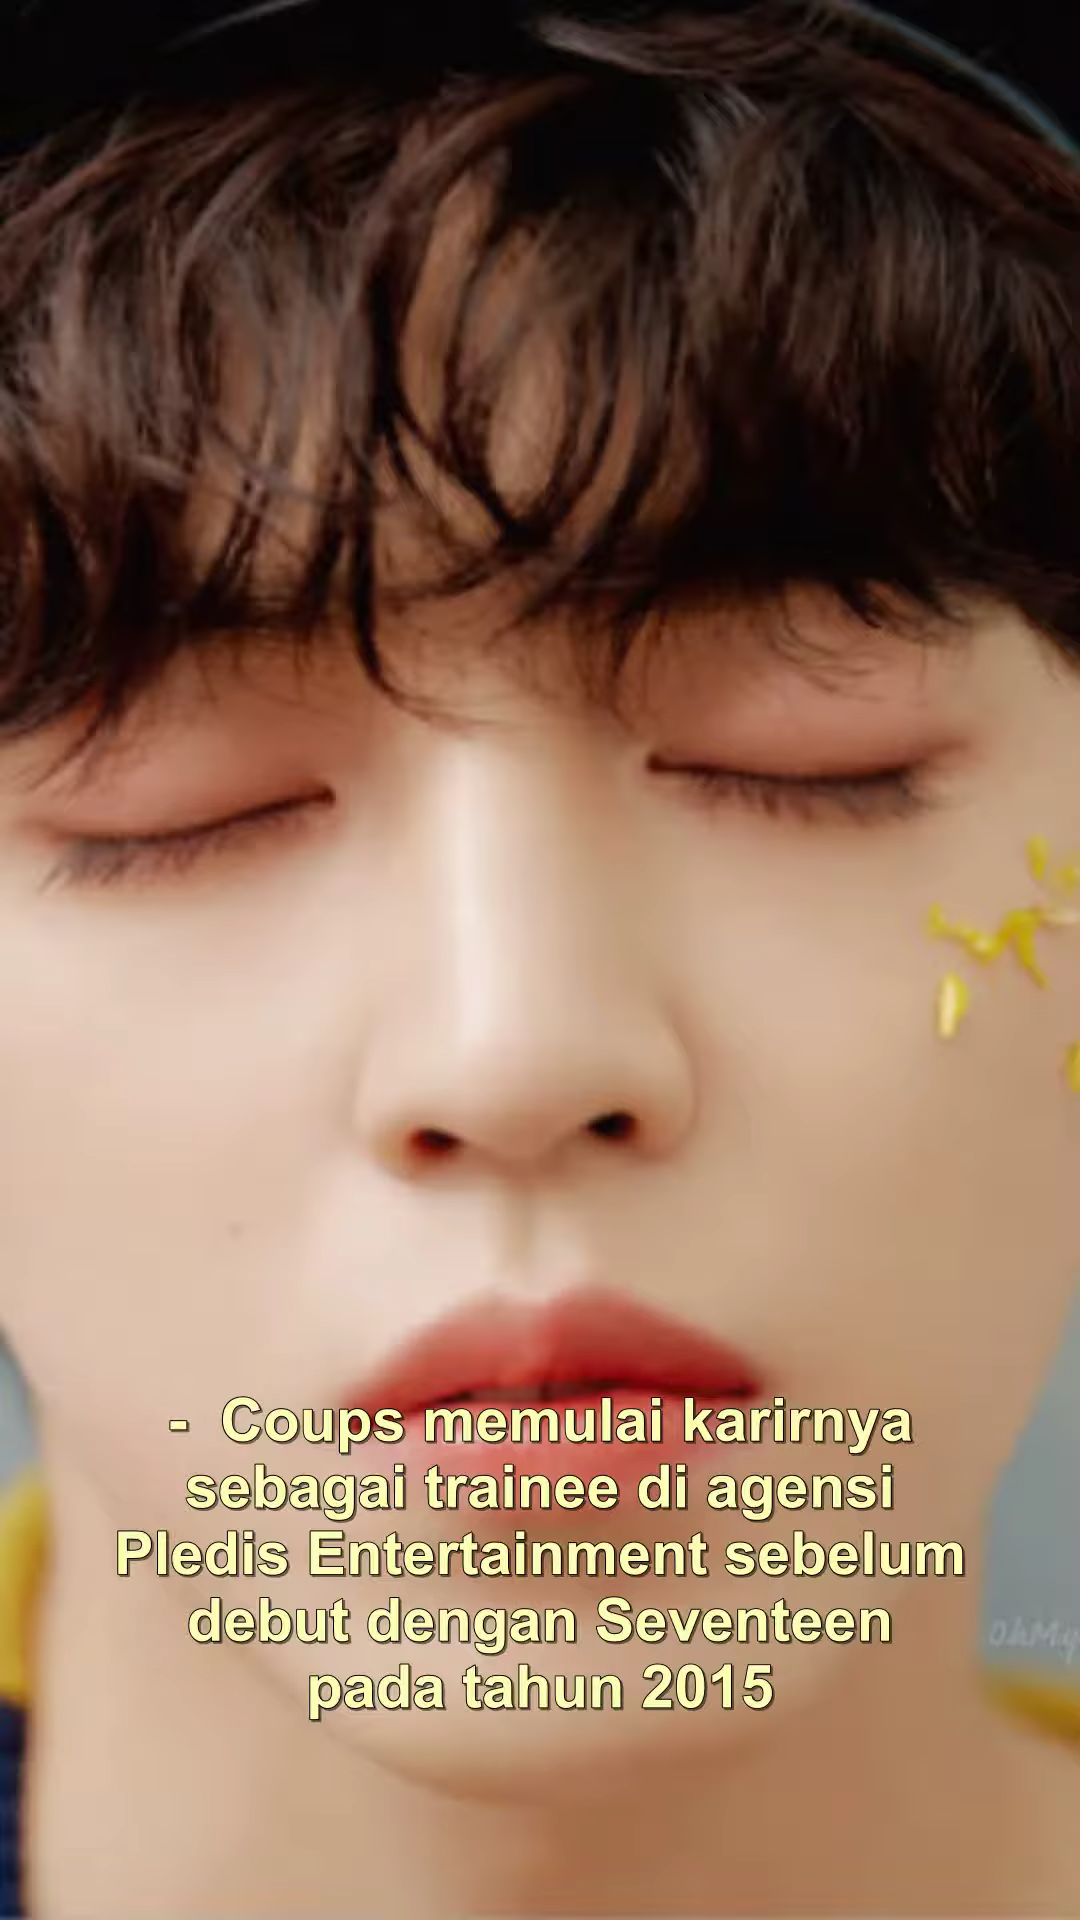 -  Coups memulai karirnya
sebagai trainee di agensi
Pledis Entertainment sebelum
debut dengan Seventeen
pada tahun 2015